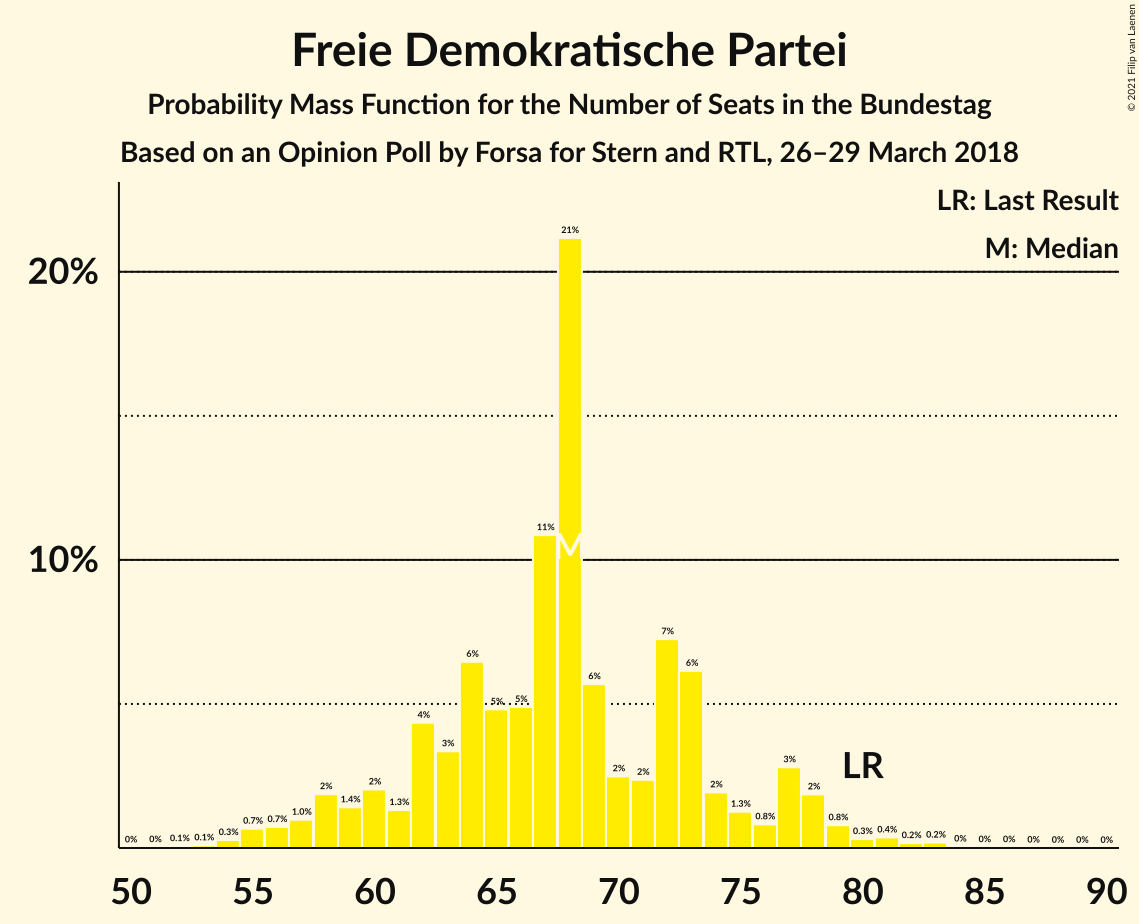 Freie Demokratische Partei
Probability Mass Function for the Number of Seats in the Bundestag
Based on an Opinion Poll by Forsa for Stern and RTL, 26–29 March 2018
© 2021 Filip van Laenen
LR: Last Result
M: Median
20%
10%
0% 0% 0.1% 0.1% 0.3% 0.7% 0.7% 1.0% 2% 1.4% 2% 1.3% 4% 3% 6% 5% 5% 11% 21% 6% 2% 2% 7% 6% 2% 1.3% 0.8% 3% 2% 0.8% 0.3% 0.4% 0.2% 0.2% 0% 0% 0% 0% 0% 0% 0%
M
LR
50 55 60 65 70 75 80 85 90